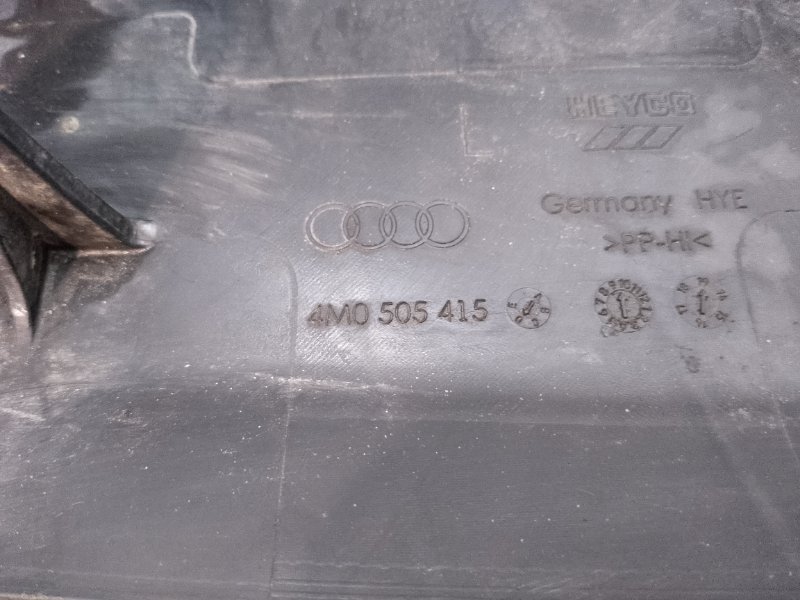 HEYCO
L
Germany HYE
>PP-HI<
4M0 505 415